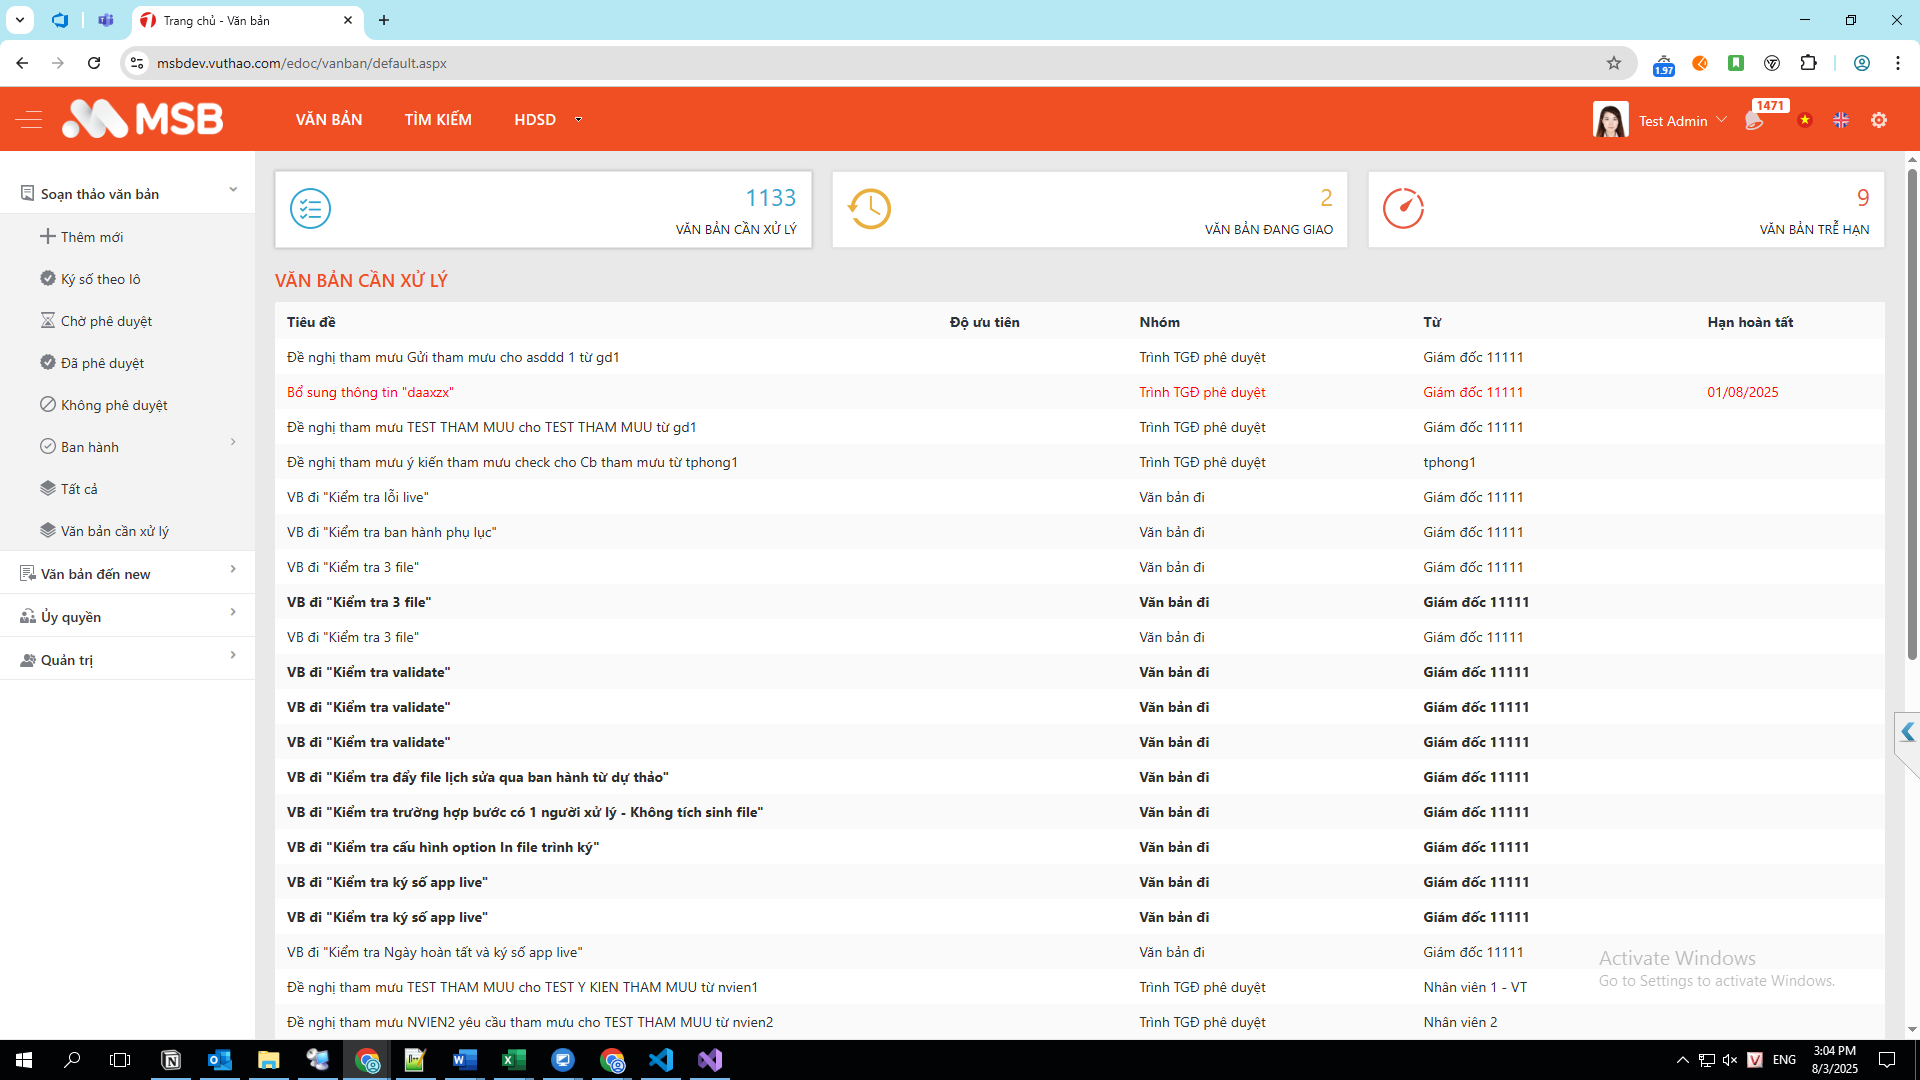 Trang chủ - Văn bản
msbdev.vuthao.com/edoc/vanban/default.aspx
1.97
MSB
VĂN BẢN TÌM KIẾM HDSD
Test Admin 1471
Soạn thảo văn bản
Thêm mới
Ký số theo lô
Chờ phê duyệt
Đã phê duyệt
Không phê duyệt
Ban hành
Tất cả
Văn bản cần xử lý
Văn bản đến new
Ủy quyền
Quản trị
1133
VĂN BẢN CẦN XỬ LÝ
2
VĂN BẢN ĐANG GIAO
9
VĂN BẢN TRỄ HẠN
VĂN BẢN CẦN XỬ LÝ
Tiêu đề Độ ưu tiên Nhóm Từ Hạn hoàn tất
Đề nghị tham mưu Gửi tham mưu cho asddd 1 từ gd1 Trình TGĐ phê duyệt Giám đốc 11111
Bổ sung thông tin "daaxzx" Trình TGĐ phê duyệt Giám đốc 11111 01/08/2025
Đề nghị tham mưu TEST THAM MUU cho TEST THAM MUU từ gd1 Trình TGĐ phê duyệt Giám đốc 11111
Đề nghị tham mưu ý kiến tham mưu check cho Cb tham mưu từ tphong1 Trình TGĐ phê duyệt tphong1
VB đi "Kiểm tra lỗi live" Văn bản đi Giám đốc 11111
VB đi "Kiểm tra ban hành phụ lục" Văn bản đi Giám đốc 11111
VB đi "Kiểm tra 3 file" Văn bản đi Giám đốc 11111
VB đi "Kiểm tra 3 file" Văn bản đi Giám đốc 11111
VB đi "Kiểm tra 3 file" Văn bản đi Giám đốc 11111
VB đi "Kiểm tra validate" Văn bản đi Giám đốc 11111
VB đi "Kiểm tra validate" Văn bản đi Giám đốc 11111
VB đi "Kiểm tra validate" Văn bản đi Giám đốc 11111
VB đi "Kiểm tra đẩy file lịch sửa qua ban hành từ dự thảo" Văn bản đi Giám đốc 11111
VB đi "Kiểm tra trường hợp bước có 1 người xử lý - Không tích sinh file" Văn bản đi Giám đốc 11111
VB đi "Kiểm tra cấu hình option In file trình ký" Văn bản đi Giám đốc 11111
VB đi "Kiểm tra ký số app live" Văn bản đi Giám đốc 11111
VB đi "Kiểm tra ký số app live" Văn bản đi Giám đốc 11111
VB đi "Kiểm tra Ngày hoàn tất và ký số app live" Văn bản đi Giám đốc 11111
Đề nghị tham mưu TEST THAM MUU cho TEST Y KIEN THAM MUU từ nvien1 Trình TGĐ phê duyệt Nhân viên 1 - VT
Đề nghị tham mưu NVIEN2 yêu cầu tham mưu cho TEST THAM MUU từ nvien2 Trình TGĐ phê duyệt Nhân viên 2
Activate Windows
Go to Settings to activate Windows.
ENG
3:04 PM
8/3/2025